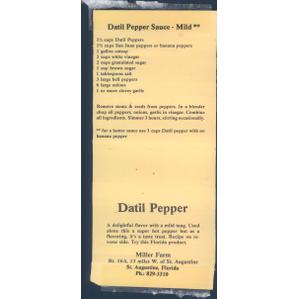 Datil Pepper Sauce - Mild **
1½ cups Datil Peppers
1½ cups San Juan peppers or banana peppers
1 gallon catsup
3 cups white vinegar
2 cups granulated sugar
1 cup brown sugar
1 tablespoon salt
3 large bell peppers
6 large onions
1 or more cloves garlic
Remove stems & seeds from peppers. In a blender
chop all peppers, onions, garlic in vinegar. Combine
all ingredients. Simmer 3 hours, stirring occasionally.
** for a hotter sauce use 3 cups Datil pepper with no
banana pepper
Datil Pepper
A delightful flavor with a mild tang. Used
alone this a super hot pepper but as a
flavoring, it's a taste treat. Recipe on re-
verse side. Try this Florida product.
Miller Farm
Rt. 16A, 13 miles W. of St. Augustine
St. Augustine, Florida
Ph.: 829-3310